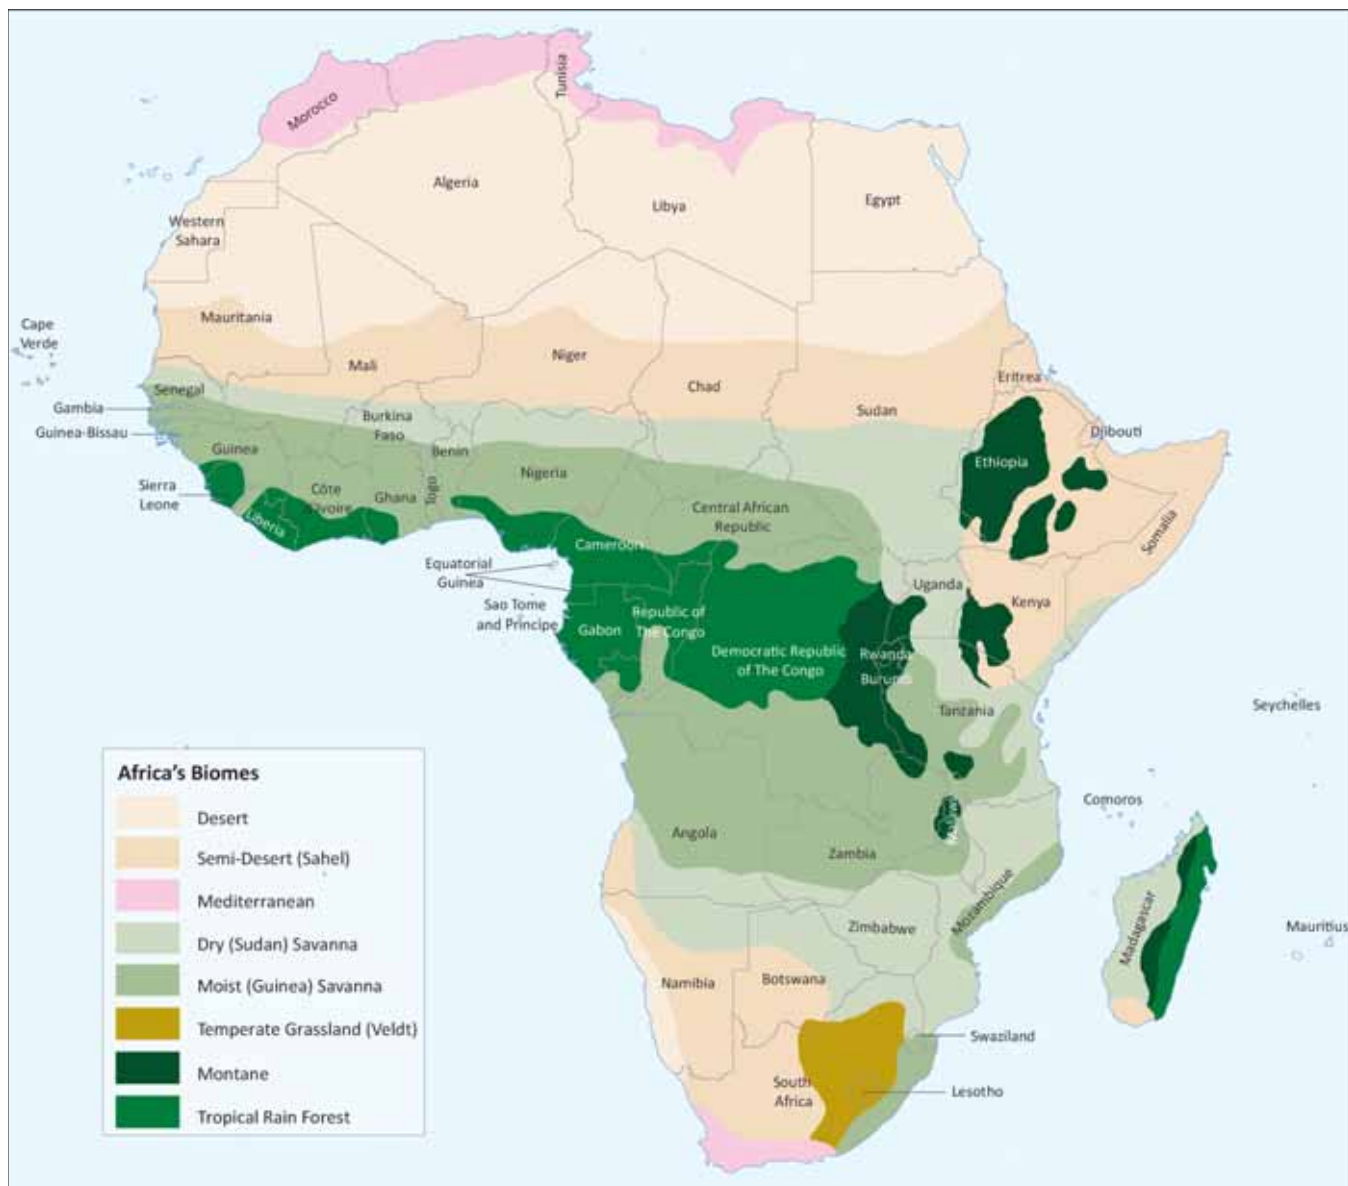 Tunisia
Morocco
Algeria
Libya
Egypt
Western
Sahara
Cape
Verde
Mauritania
Mali
Niger
Chad
Sudan
Eritrea
Senegal
Gambia
Guinea-Bissau
Burkina
Faso
Djibouti
Guinea
Benin
Nigeria
Ethiopia
Sierra
Leone
Côte
d'Ivoire
Ghana
Togo
Central African
Republic
Liberia
Somalia
Cameroon
Equatorial
Guinea
Uganda
Kenya
Sao Tome
and Principe
Gabon
Republic of
The Congo
Democratic Republic
of The Congo
Rwanda
Burundi
Tanzania
Seychelles
Comoros
Angola
Zambia
Mozambique
Zimbabwe
Madagascar
Mauritius
Namibia
Botswana
Swaziland
South
Africa
Lesotho
Africa's Biomes
Desert
Semi-Desert (Sahel)
Mediterranean
Dry (Sudan) Savanna
Moist (Guinea) Savanna
Temperate Grassland (Veldt)
Montane
Tropical Rain Forest